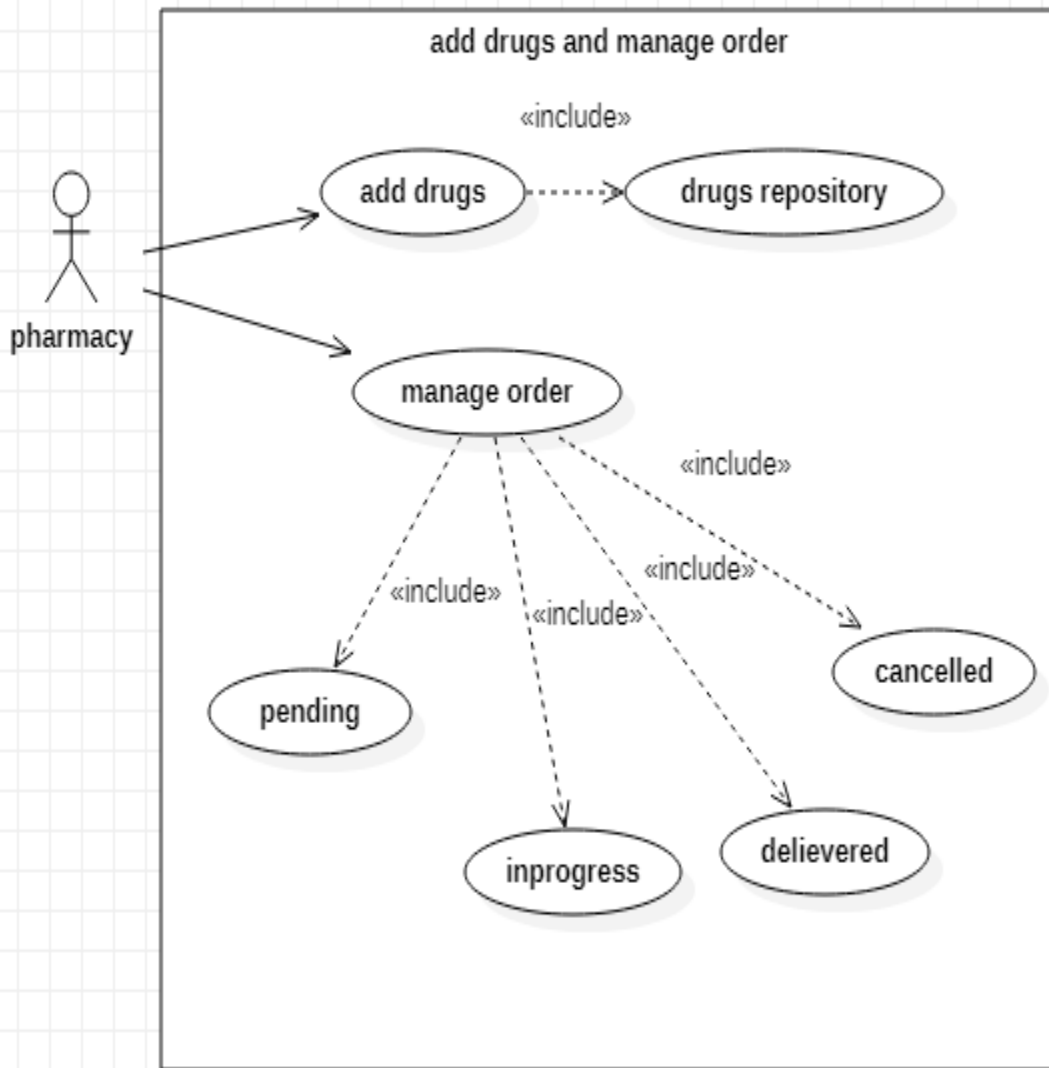 add drugs and manage order
«include»
add drugs
drugs repository
pharmacy
manage order
«include»
«include»
«include»
«include»
cancelled
pending
delievered
inprogress